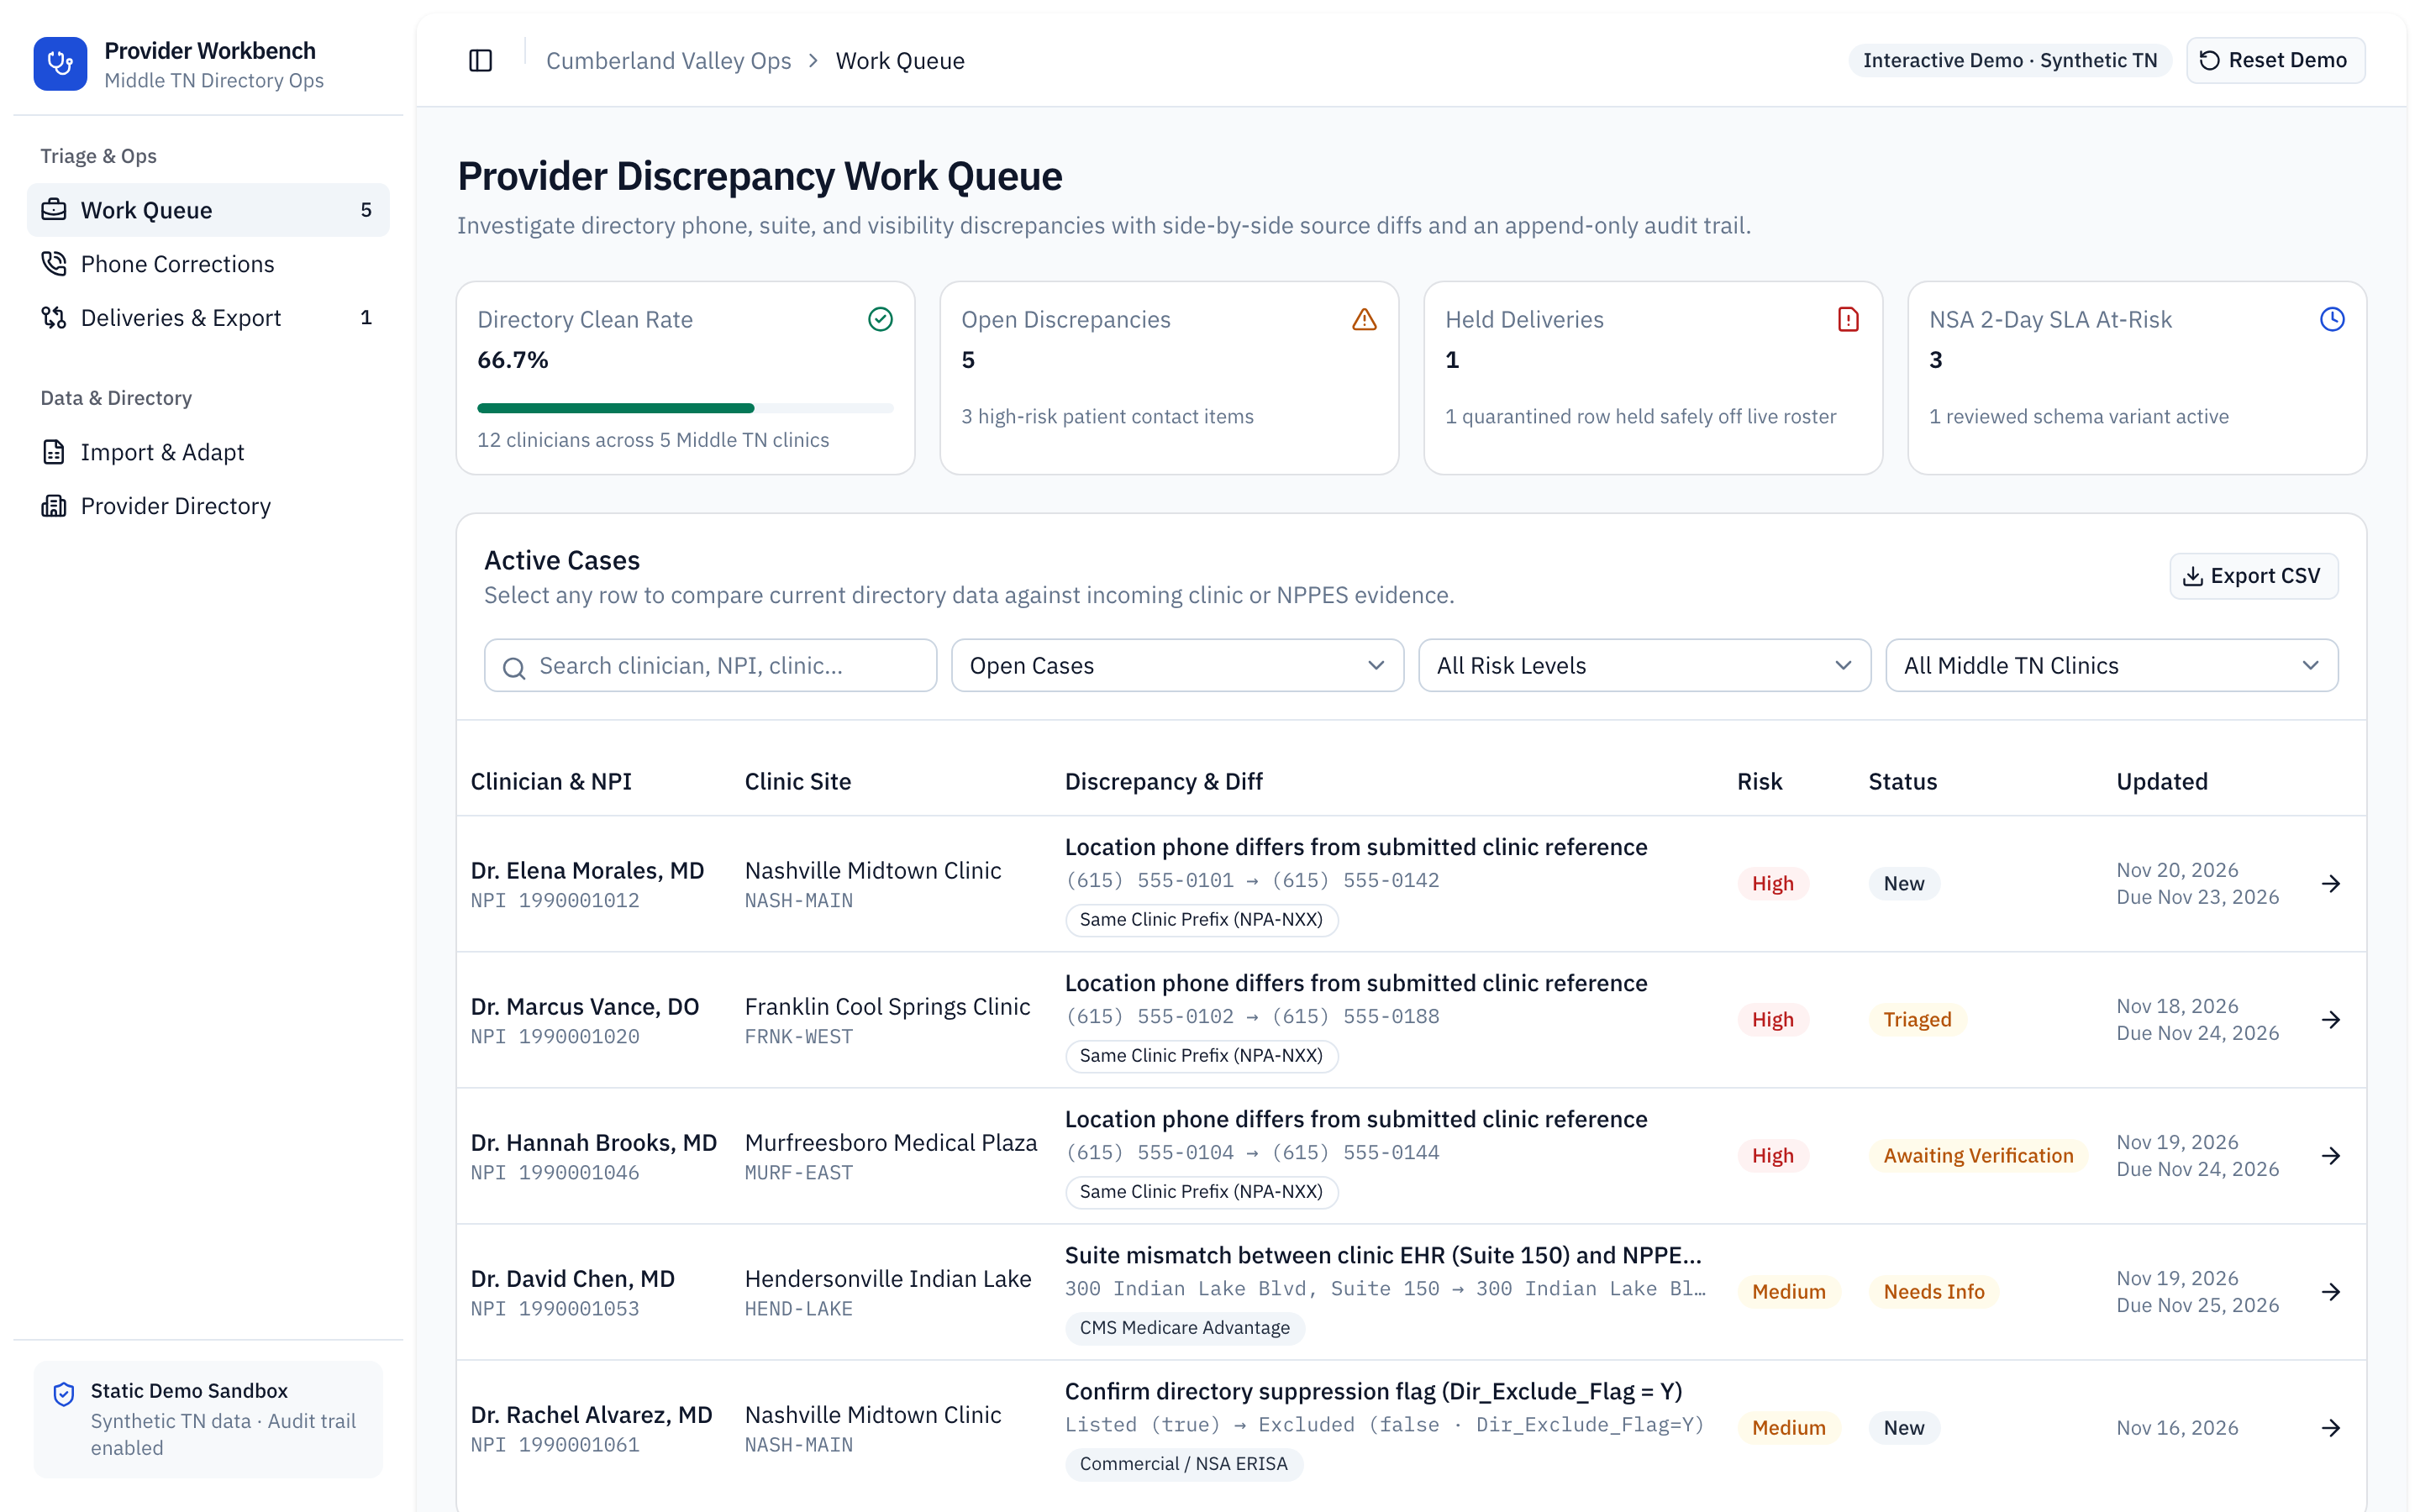 Provider Workbench
Middle TN Directory Ops
Triage & Ops
Work Queue 5
Phone Corrections
Deliveries & Export 1
Data & Directory
Import & Adapt
Provider Directory
Static Demo Sandbox
Synthetic TN data · Audit trail
enabled
Cumberland Valley Ops > Work Queue
Interactive Demo · Synthetic TN
Reset Demo
Provider Discrepancy Work Queue
Investigate directory phone, suite, and visibility discrepancies with side-by-side source diffs and an append-only audit trail.
Directory Clean Rate
66.7%
12 clinicians across 5 Middle TN clinics
Open Discrepancies
5
3 high-risk patient contact items
Held Deliveries
1
1 quarantined row held safely off live roster
NSA 2-Day SLA At-Risk
3
1 reviewed schema variant active
Active Cases
Select any row to compare current directory data against incoming clinic or NPPES evidence.
Export CSV
Search clinician, NPI, clinic...
Open Cases
All Risk Levels
All Middle TN Clinics
Clinician & NPI Clinic Site Discrepancy & Diff Risk Status Updated
Dr. Elena Morales, MD
NPI 1990001012
Nashville Midtown Clinic
NASH-MAIN
Location phone differs from submitted clinic reference
(615) 555-0101 → (615) 555-0142
Same Clinic Prefix (NPA-NXX)
High
New
Nov 20, 2026
Due Nov 23, 2026
Dr. Marcus Vance, DO
NPI 1990001020
Franklin Cool Springs Clinic
FRNK-WEST
Location phone differs from submitted clinic reference
(615) 555-0102 → (615) 555-0188
Same Clinic Prefix (NPA-NXX)
High
Triaged
Nov 18, 2026
Due Nov 24, 2026
Dr. Hannah Brooks, MD
NPI 1990001046
Murfreesboro Medical Plaza
MURF-EAST
Location phone differs from submitted clinic reference
(615) 555-0104 → (615) 555-0144
Same Clinic Prefix (NPA-NXX)
High
Awaiting Verification
Nov 19, 2026
Due Nov 24, 2026
Dr. David Chen, MD
NPI 1990001053
Hendersonville Indian Lake
HEND-LAKE
Suite mismatch between clinic EHR (Suite 150) and NPPE...
300 Indian Lake Blvd, Suite 150 → 300 Indian Lake Bl...
CMS Medicare Advantage
Medium
Needs Info
Nov 19, 2026
Due Nov 25, 2026
Dr. Rachel Alvarez, MD
NPI 1990001061
Nashville Midtown Clinic
NASH-MAIN
Confirm directory suppression flag (Dir_Exclude_Flag = Y)
Listed (true) → Excluded (false · Dir_Exclude_Flag=Y)
Commercial / NSA ERISA
Medium
New
Nov 16, 2026